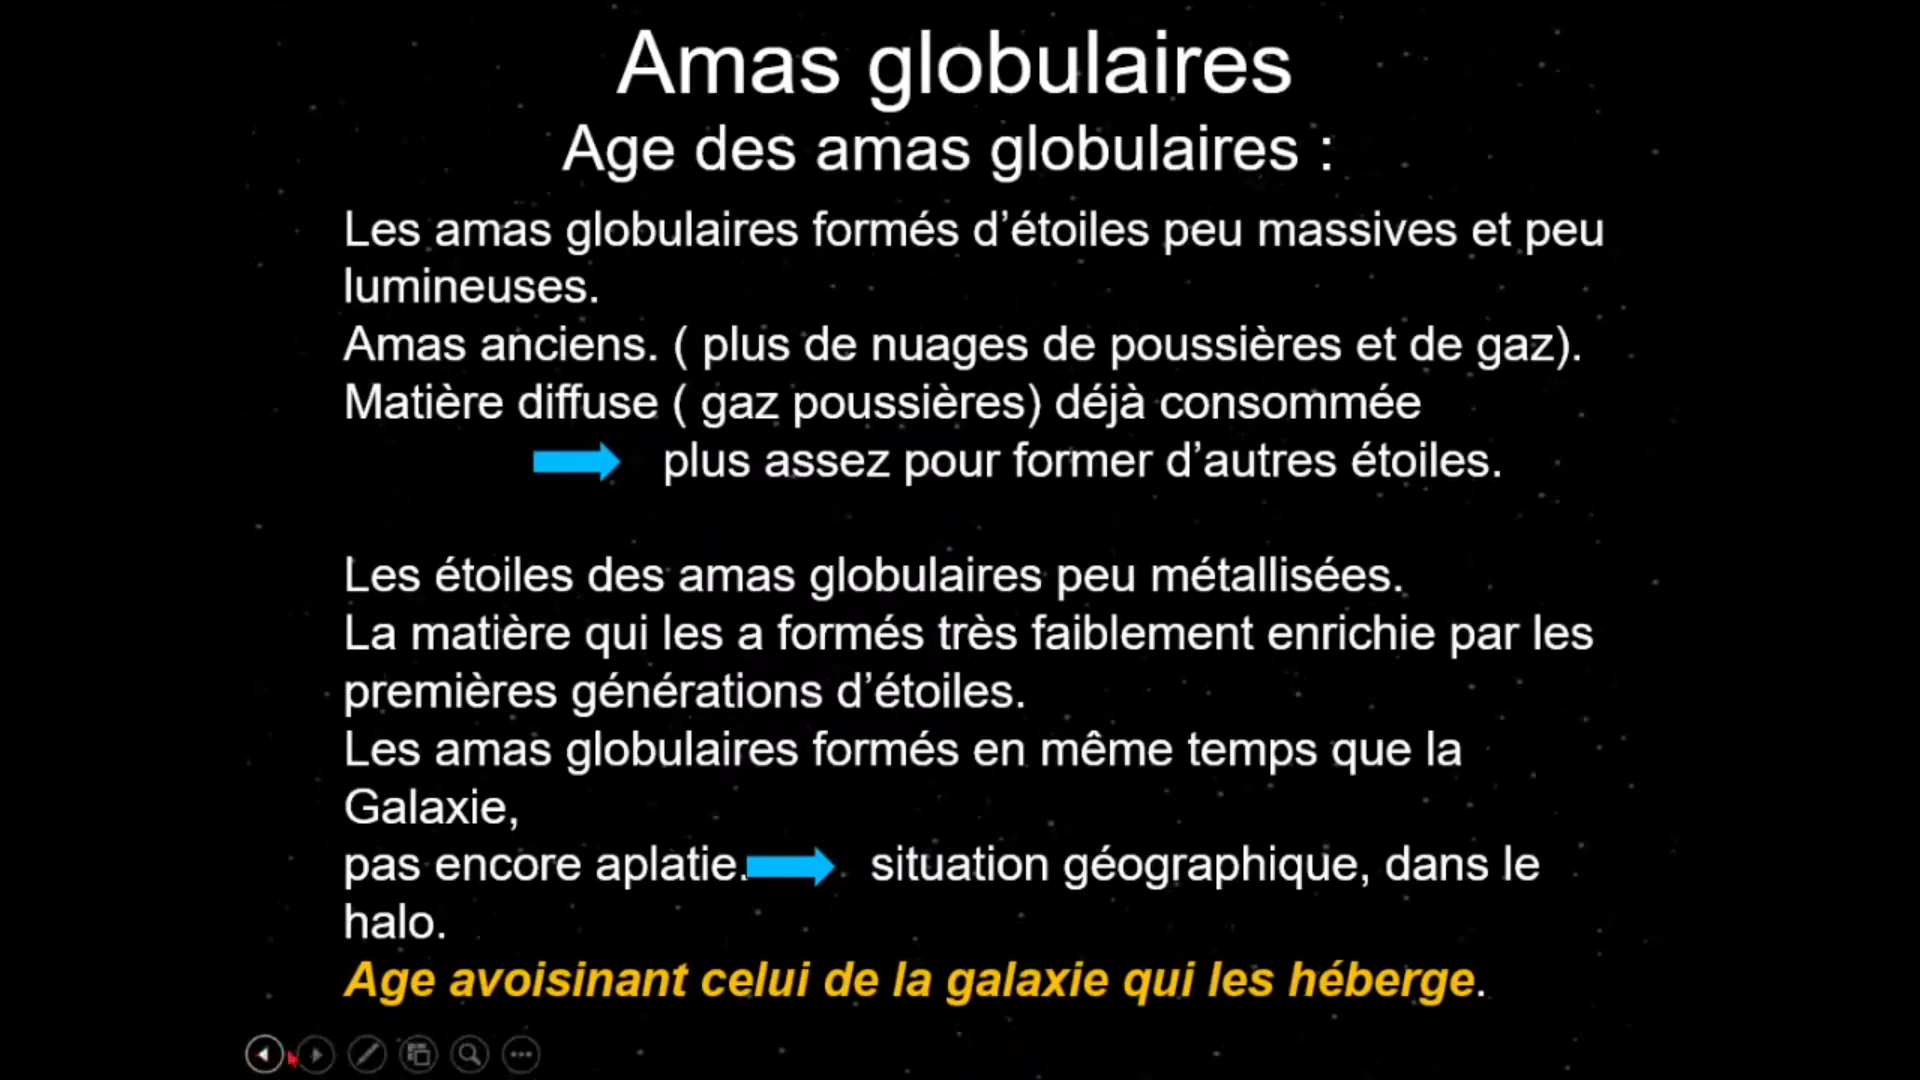 Amas globulaires
Age des amas globulaires :
Les amas globulaires formés d’étoiles peu massives et peu
lumineuses.
Amas anciens. ( plus de nuages de poussières et de gaz).
Matière diffuse ( gaz poussières) déjà consommée
plus assez pour former d’autres étoiles.
Les étoiles des amas globulaires peu métallisées.
La matière qui les a formés très faiblement enrichie par les
premières générations d’étoiles.
Les amas globulaires formés en même temps que la
Galaxie,
pas encore aplatie. situation géographique, dans le
halo.
Age avoisinant celui de la galaxie qui les héberge.